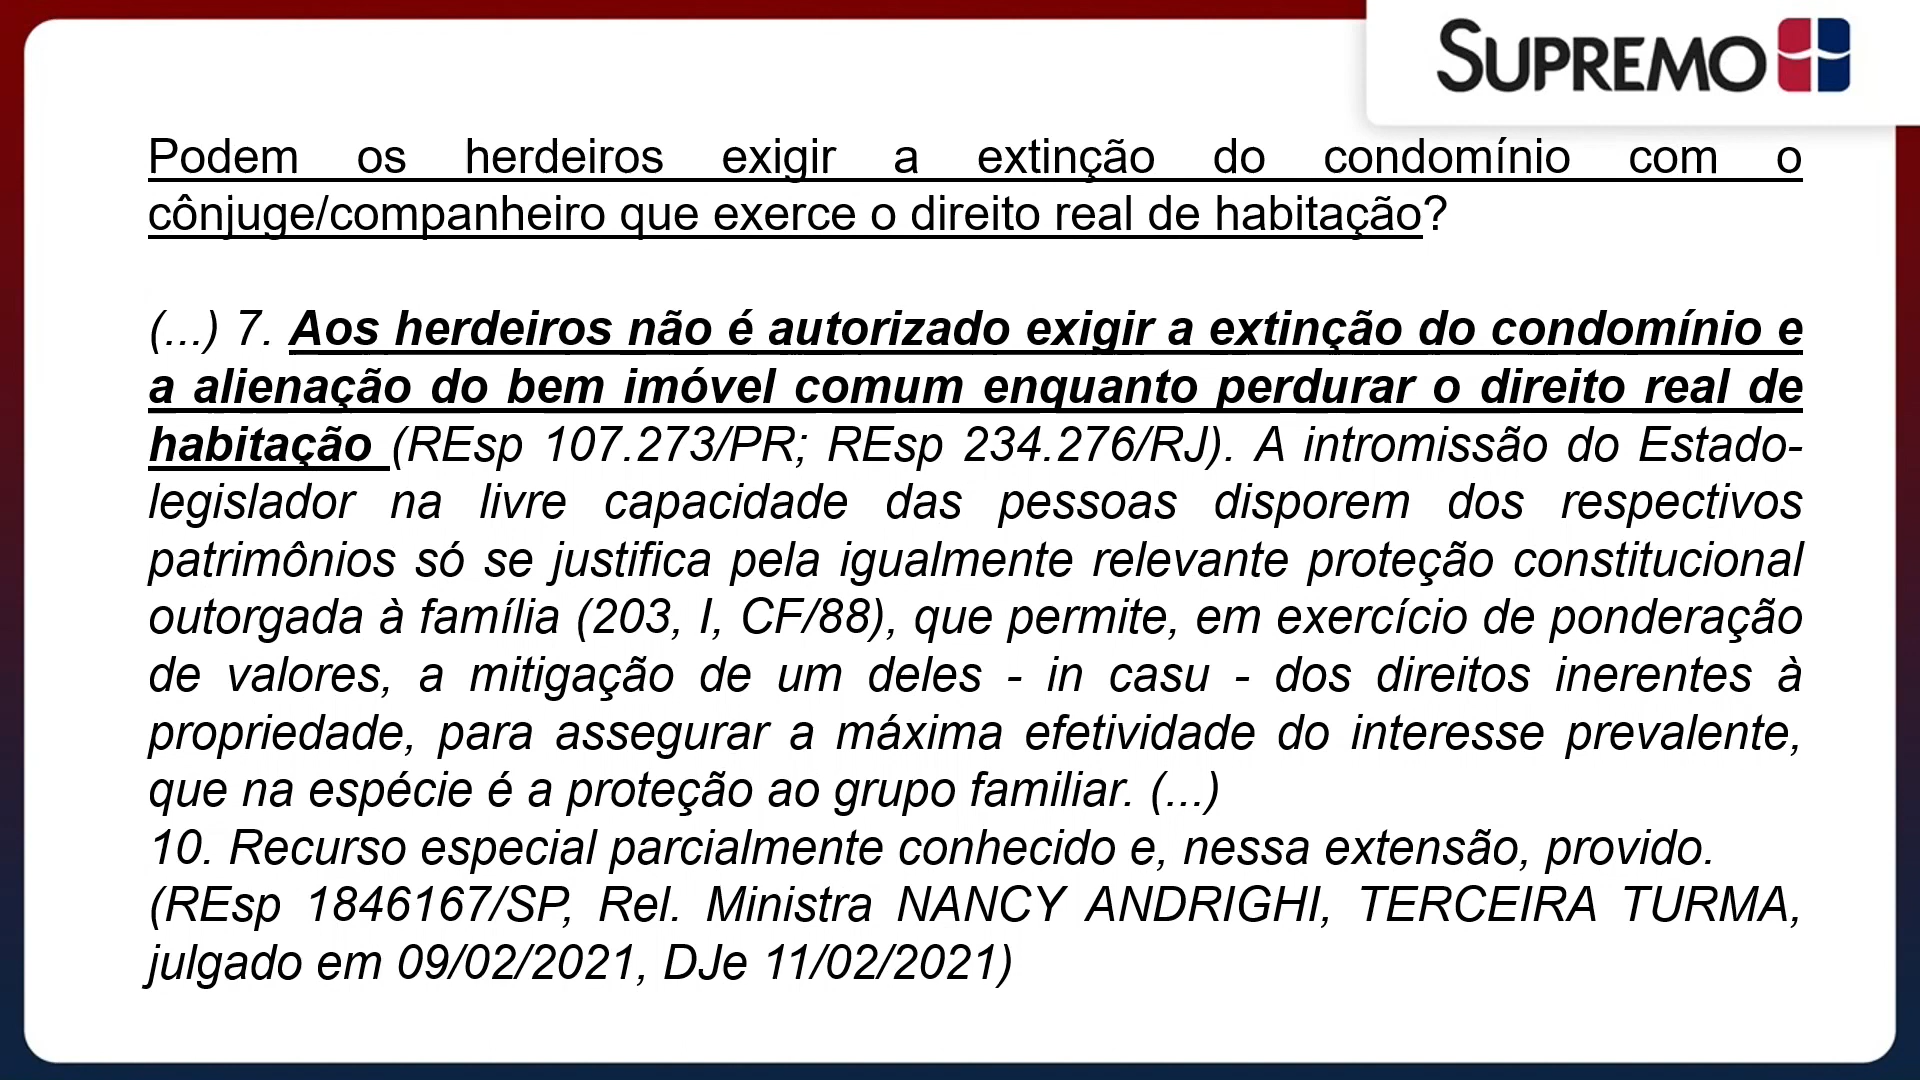 SUPREMO
Podem os herdeiros exigir a extinção do condomínio com o
cônjuge/companheiro que exerce o direito real de habitação?
(...) 7. Aos herdeiros não é autorizado exigir a extinção do condomínio e
a alienação do bem imóvel comum enquanto perdurar o direito real de
habitação (REsp 107.273/PR; REsp 234.276/RJ). A intromissão do Estado-
legislador na livre capacidade das pessoas disporem dos respectivos
patrimônios só se justifica pela igualmente relevante proteção constitucional
outorgada à família (203, I, CF/88), que permite, em exercício de ponderação
de valores, a mitigação de um deles - in casu - dos direitos inerentes à
propriedade, para assegurar a máxima efetividade do interesse prevalente,
que na espécie é a proteção ao grupo familiar. (...)
10. Recurso especial parcialmente conhecido e, nessa extensão, provido.
(REsp 1846167/SP, Rel. Ministra NANCY ANDRIGHI, TERCEIRA TURMA,
julgado em 09/02/2021, DJe 11/02/2021)